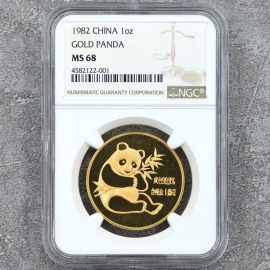 1982 CHINA 1oz
GOLD PANDA
MS 68
4582122-001
NUMISMATIC GUARANTY CORPORATION
NGC